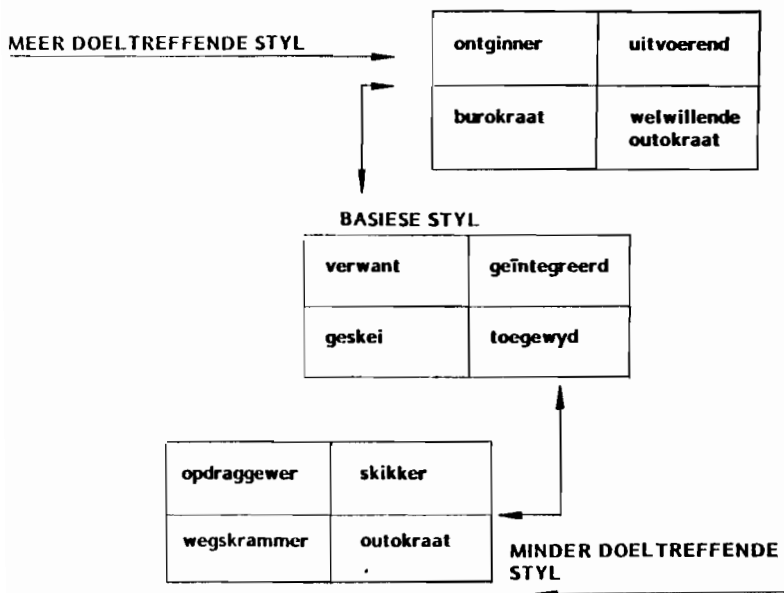 MEER DOELTREFFENDE STYL
ontginner uitvoerend
burokraat welwillende
outokraat
BASIESE STYL
verwant geïntegreerd
geskei toegewyd
opdraggewer skikker
wegskrammer outokraat
MINDER DOELTREFFENDE
STYL